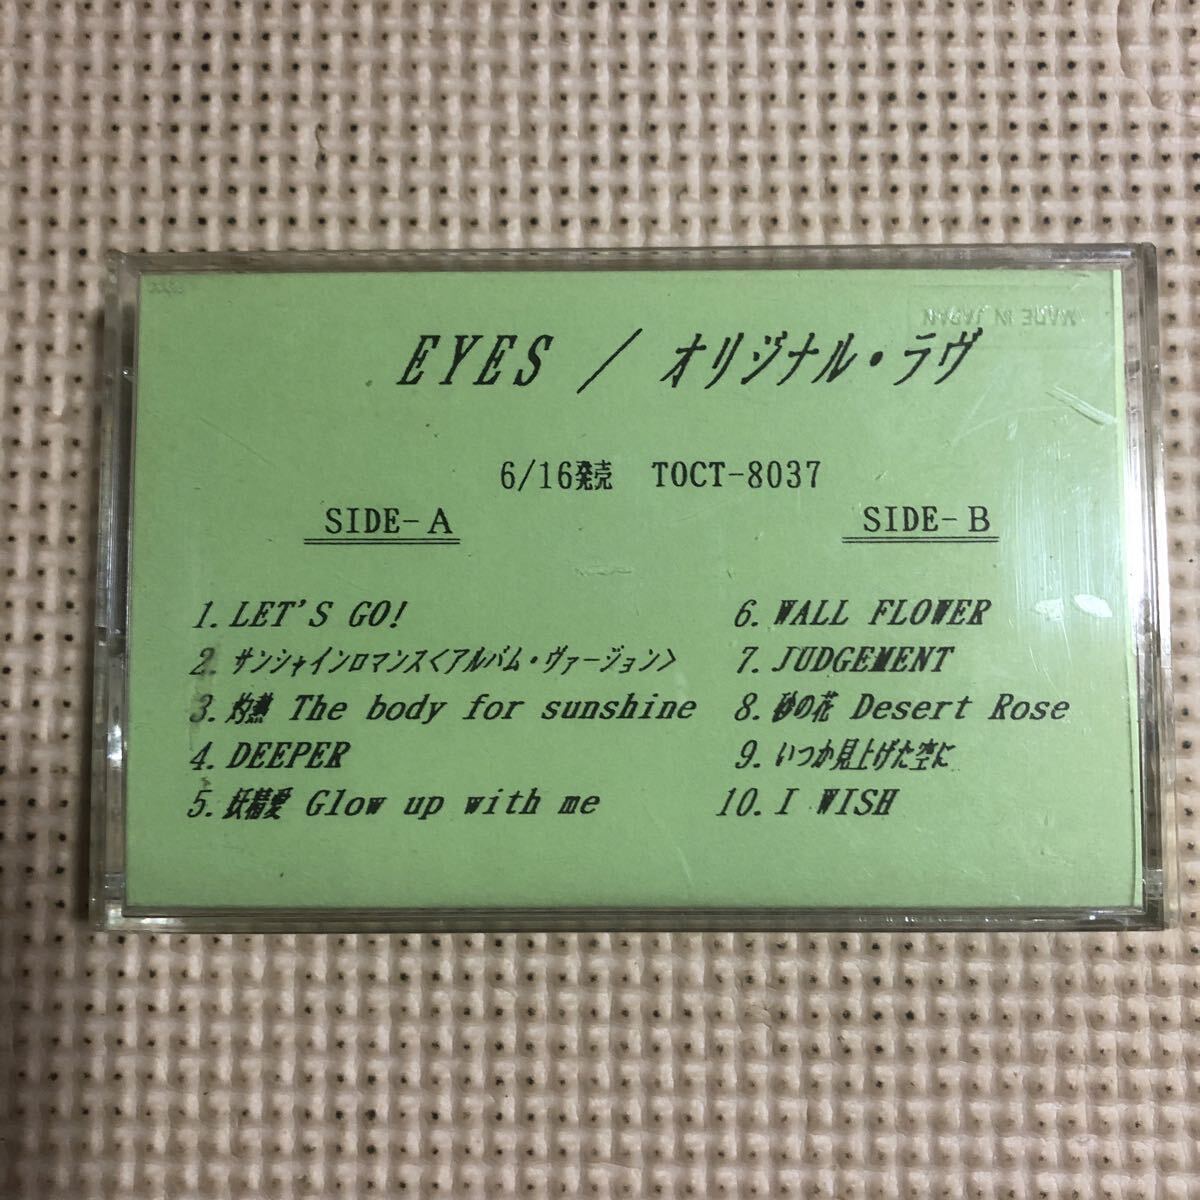 MADE IN JAPAN
EYES / オリジナル・ラヴ
6/16発売 TOCT-8037
SIDE-A
1. LET'S GO!
2. サンシャインロマンス<アルバム・ヴァージョン>
3. 灼熱 The body for sunshine
4. DEEPER
5. 妖精愛 Glow up with me
SIDE-B
6. WALL FLOWER
7. JUDGEMENT
8. 砂の花 Desert Rose
9. いつか見上げた空に
10. I WISH